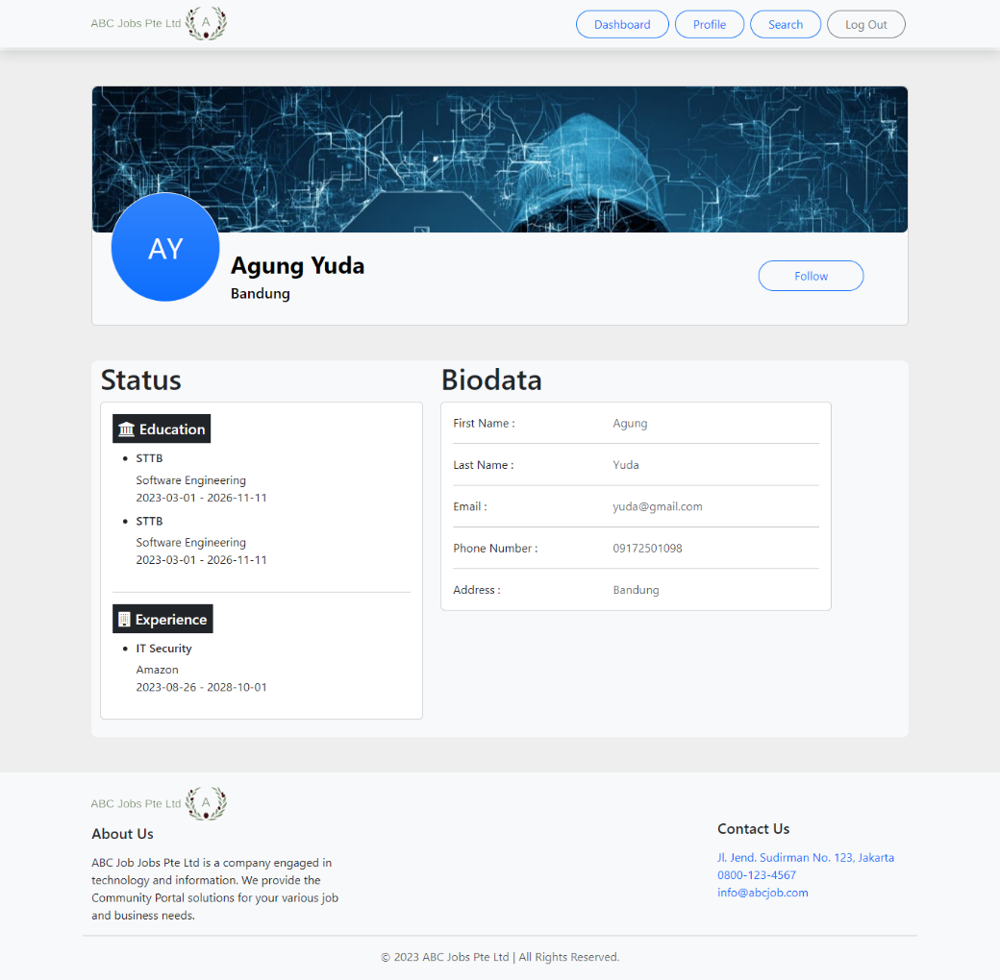 ABC Jobs Pte Ltd A
Dashboard
Profile
Search
Log Out
AY
Agung Yuda
Bandung
Follow
Status
Education
STTB
Software Engineering
2023-03-01 - 2026-11-11
STTB
Software Engineering
2023-03-01 - 2026-11-11
Experience
IT Security
Amazon
2023-08-26 - 2028-10-01
Biodata
First Name : Agung
Last Name : Yuda
Email : yuda@gmail.com
Phone Number : 09172501098
Address : Bandung
ABC Jobs Pte Ltd A
About Us
ABC Job Jobs Pte Ltd is a company engaged in
technology and information. We provide the
Community Portal solutions for your various job
and business needs.
Contact Us
Jl. Jend. Sudirman No. 123, Jakarta
0800-123-4567
info@abcjob.com
© 2023 ABC Jobs Pte Ltd | All Rights Reserved.